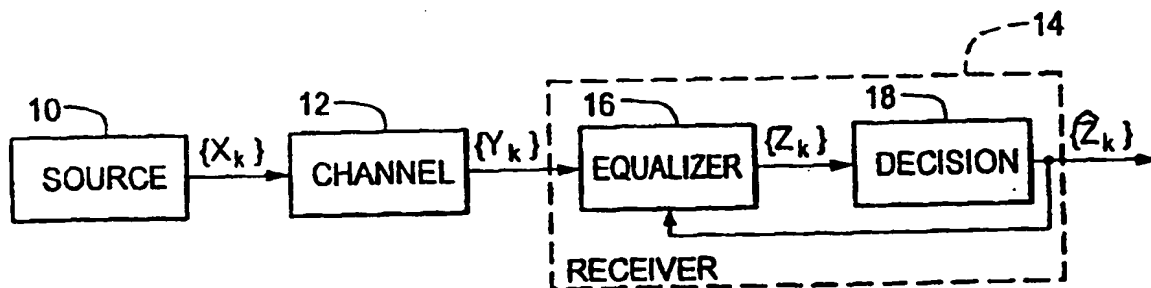 14
10
12
16
18
{X_k}
{Y_k}
{Z_k}
{Ẑ_k}
SOURCE
CHANNEL
EQUALIZER
DECISION
RECEIVER